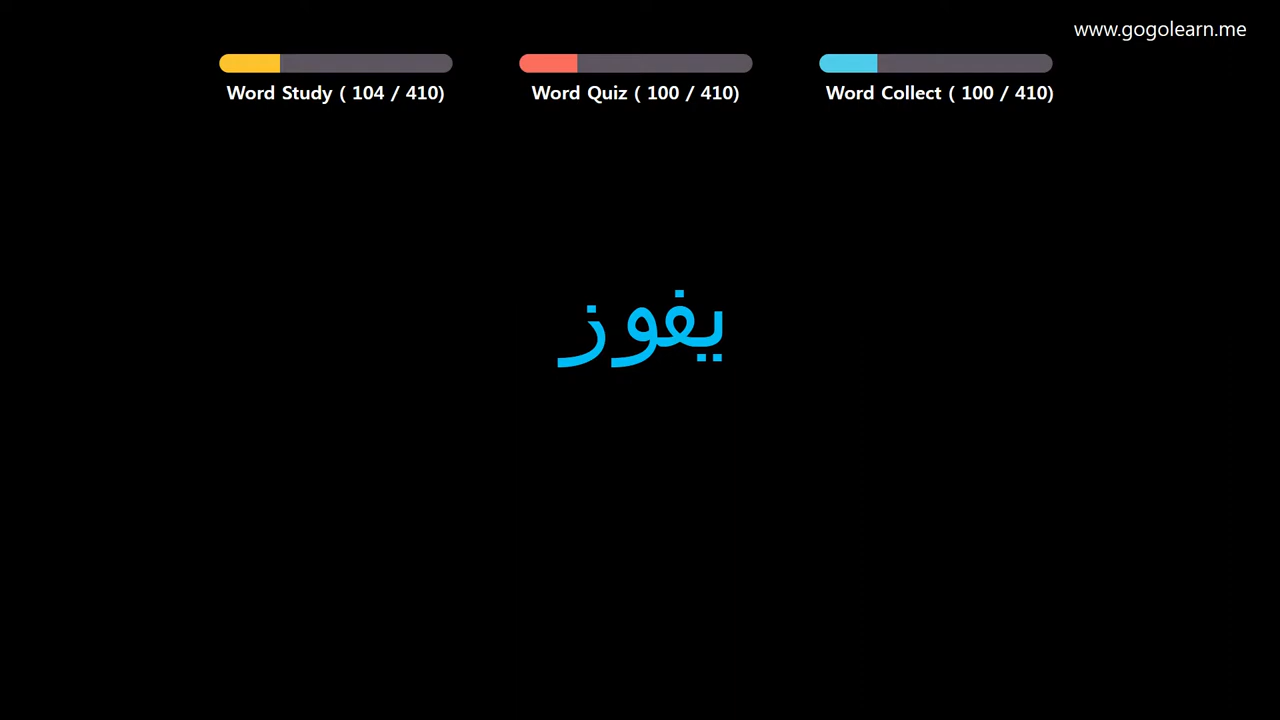 www.gogolearn.me
Word Study ( 104 / 410)
Word Quiz ( 100 / 410)
Word Collect ( 100 / 410)
يفوز